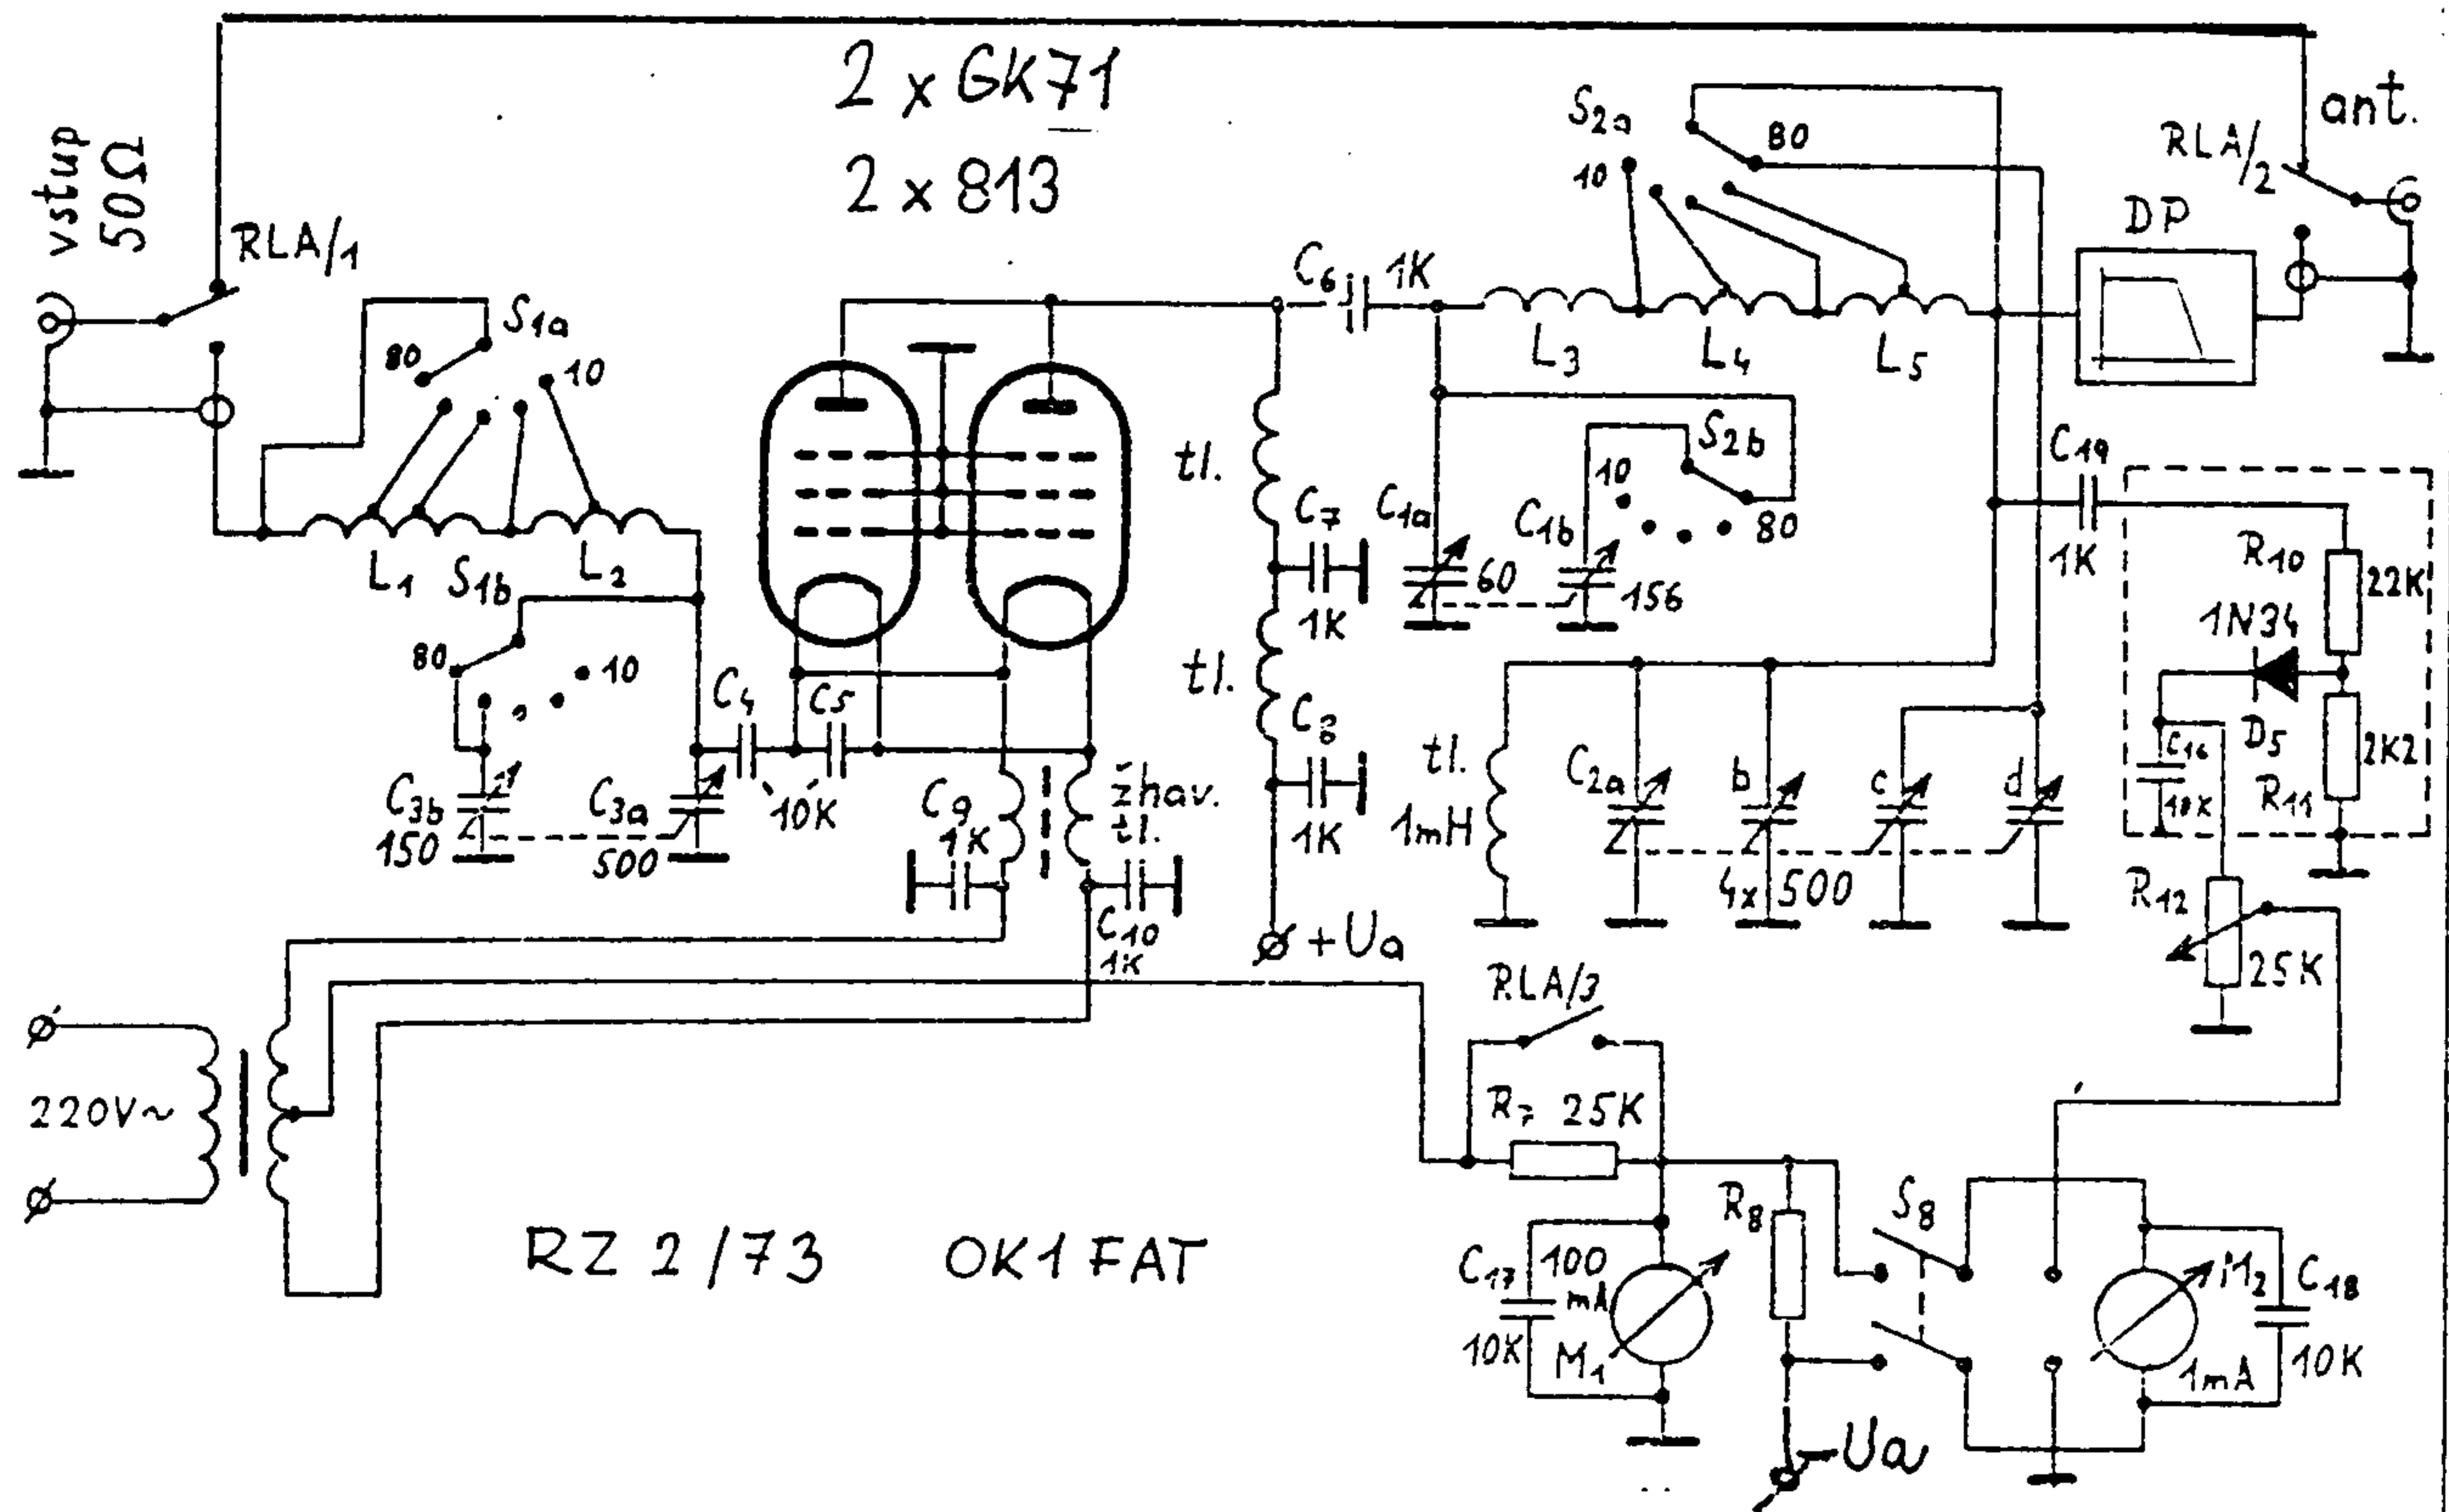 2 x GK71
2 x 813
vstup
50Ω
RLA/1
S1a
80
10
L1
S1b
L2
80
10
C3b
150
C3a
500
C4
C5
10K
C9
1K
žhav.
tl.
C10
1K
tl.
C7
1K
tl.
C8
1K
+Ua
C6
1K
S2a
80
10
L3
L4
L5
DP
RLA/2
ant.
C1a
60
C1b
156
10
S2b
80
C19
1K
R10
22K
1N34
D5
C16
10K
R11
2K2
R12
25K
tl.
1mH
C2a
b
c
d
4x500
220V~
RLA/3
R7 25K
R8
S8
C17
10K
100
mA
M1
M2
1mA
C18
10K
-Ua
RZ 2/73 OK1FAT